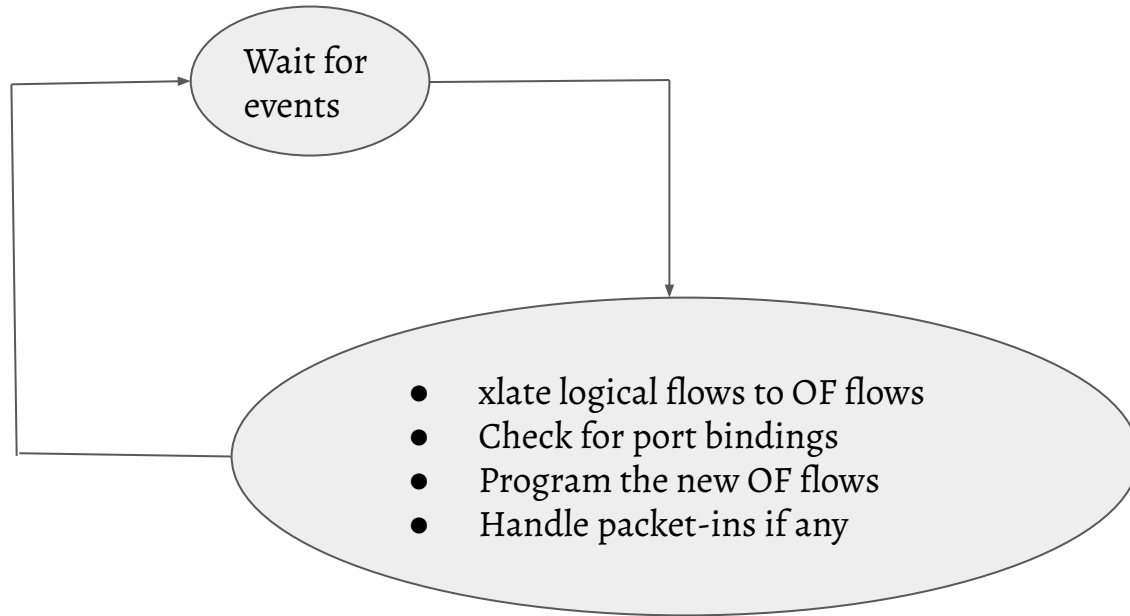 Wait for
events
● xlate logical flows to OF flows
● Check for port bindings
● Program the new OF flows
● Handle packet-ins if any